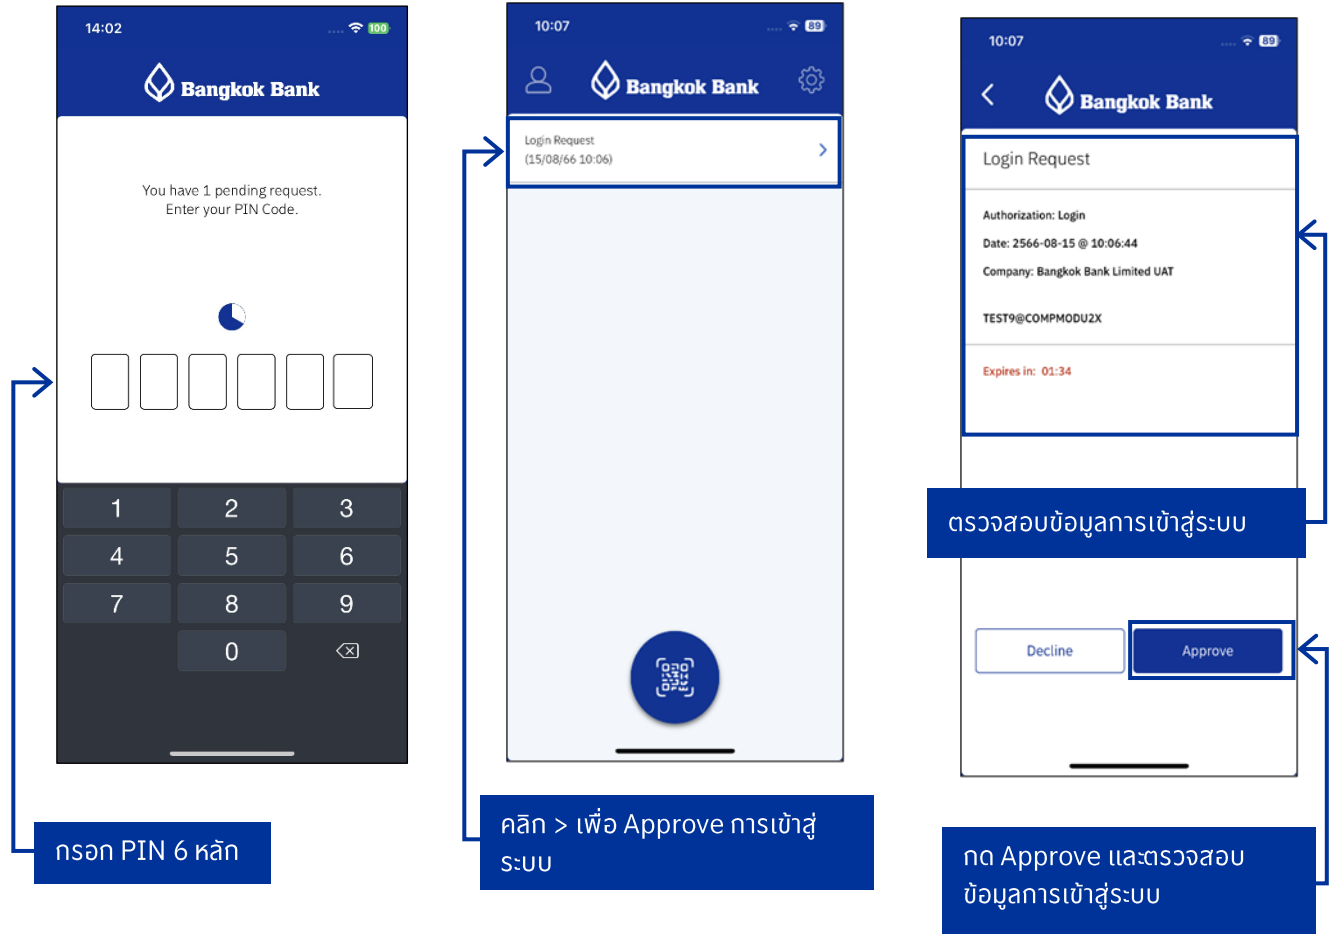 14:02
100
Bangkok Bank
You have 1 pending request.
Enter your PIN Code.
1 2 3
4 5 6
7 8 9
0
กรอก PIN 6 หลัก
10:07
89
Bangkok Bank
Login Request
(15/08/66 10:06)
คลิก > เพื่อ Approve การเข้าสู่
ระบบ
10:07
89
Bangkok Bank
Login Request
Authorization: Login
Date: 2566-08-15 @ 10:06:44
Company: Bangkok Bank Limited UAT
TEST9@COMPMODU2X
Expires in: 01:34
ตรวจสอบข้อมูลการเข้าสู่ระบบ
Decline Approve
กด Approve และตรวจสอบ
ข้อมูลการเข้าสู่ระบบ